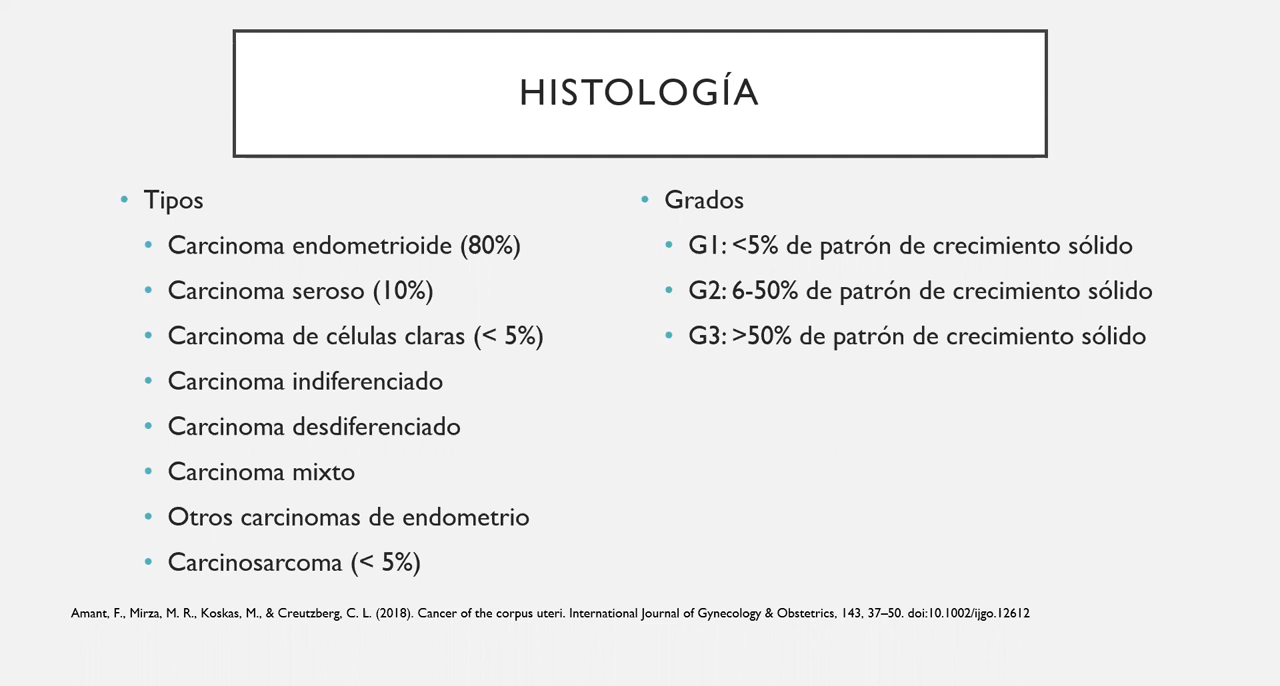 HISTOLOGÍA
• Tipos
• Carcinoma endometrioide (80%)
• Carcinoma seroso (10%)
• Carcinoma de células claras (< 5%)
• Carcinoma indiferenciado
• Carcinoma desdiferenciado
• Carcinoma mixto
• Otros carcinomas de endometrio
• Carcinosarcoma (< 5%)
• Grados
• G1: <5% de patrón de crecimiento sólido
• G2: 6-50% de patrón de crecimiento sólido
• G3: >50% de patrón de crecimiento sólido
Amant, F., Mirza, M. R., Koskas, M., & Creutzberg, C. L. (2018). Cancer of the corpus uteri. International Journal of Gynecology & Obstetrics, 143, 37–50. doi:10.1002/ijgo.12612